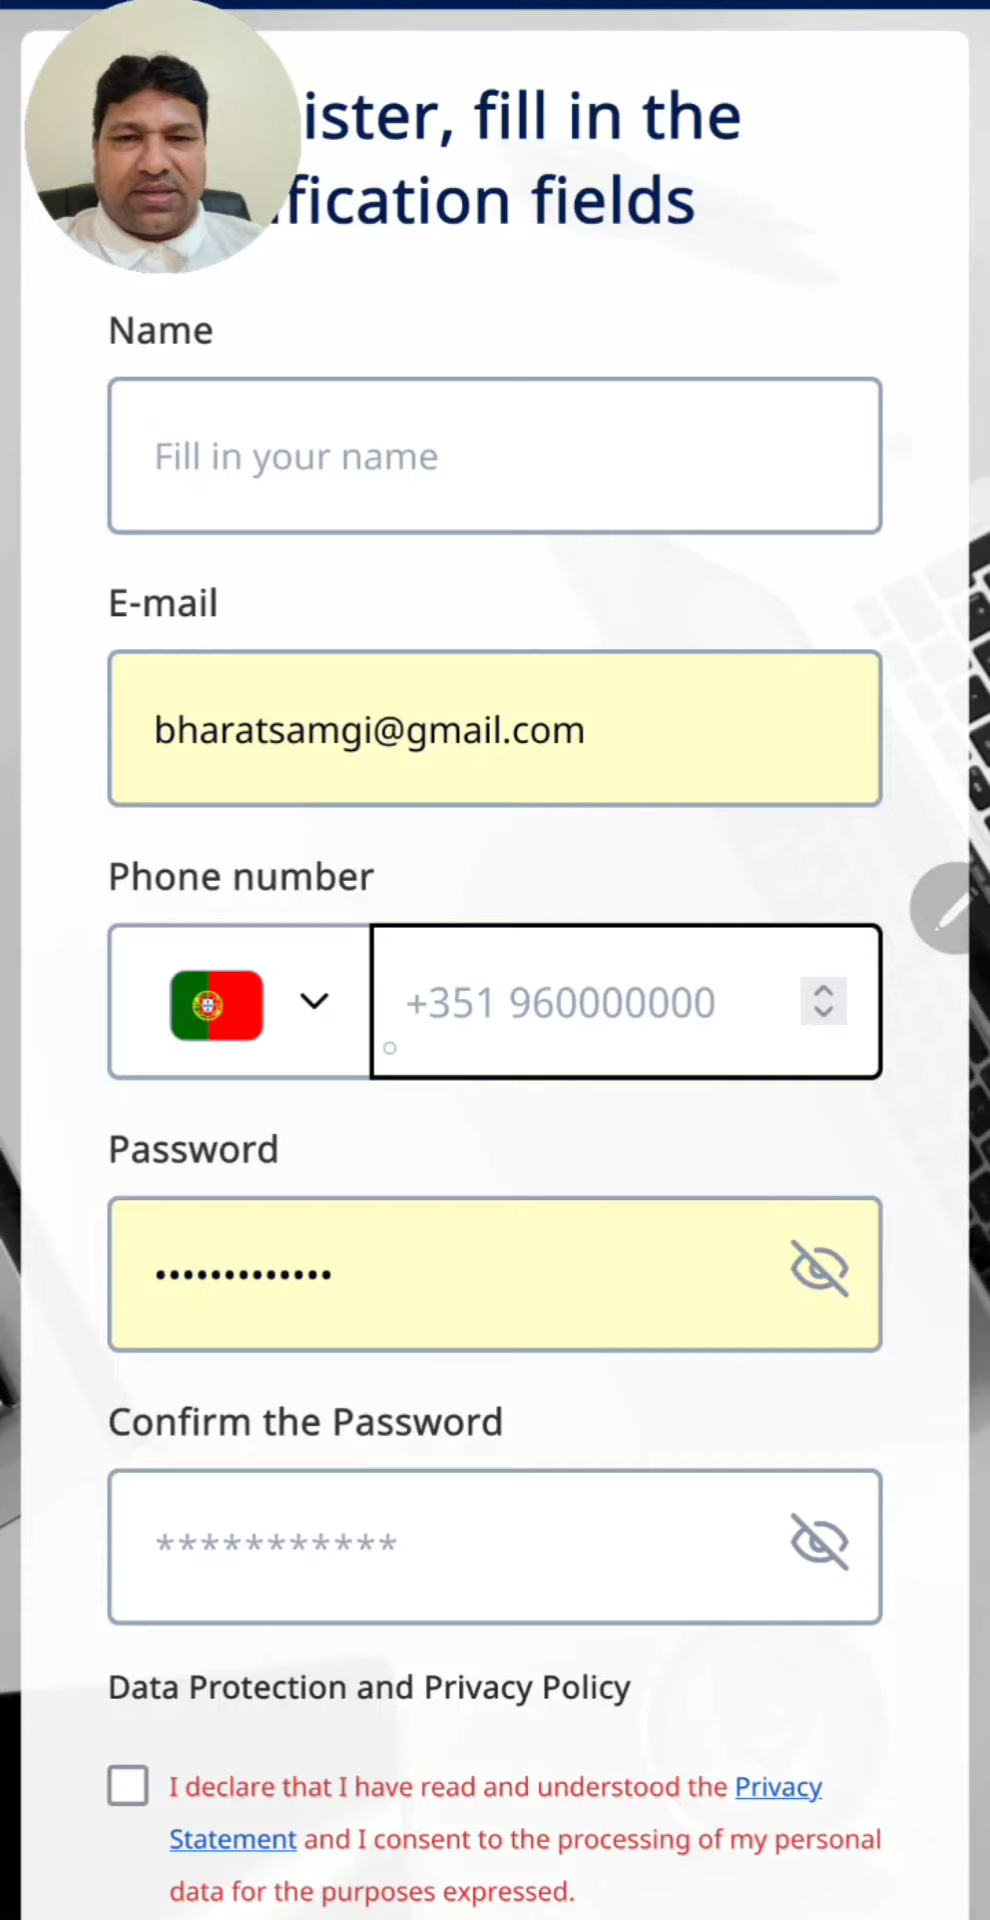 ister, fill in the
fication fields
Name
Fill in your name
E-mail
bharatsamgi@gmail.com
Phone number
+351 960000000
Password
•••••••••••••
Confirm the Password
***********
Data Protection and Privacy Policy
I declare that I have read and understood the Privacy
Statement and I consent to the processing of my personal
data for the purposes expressed.